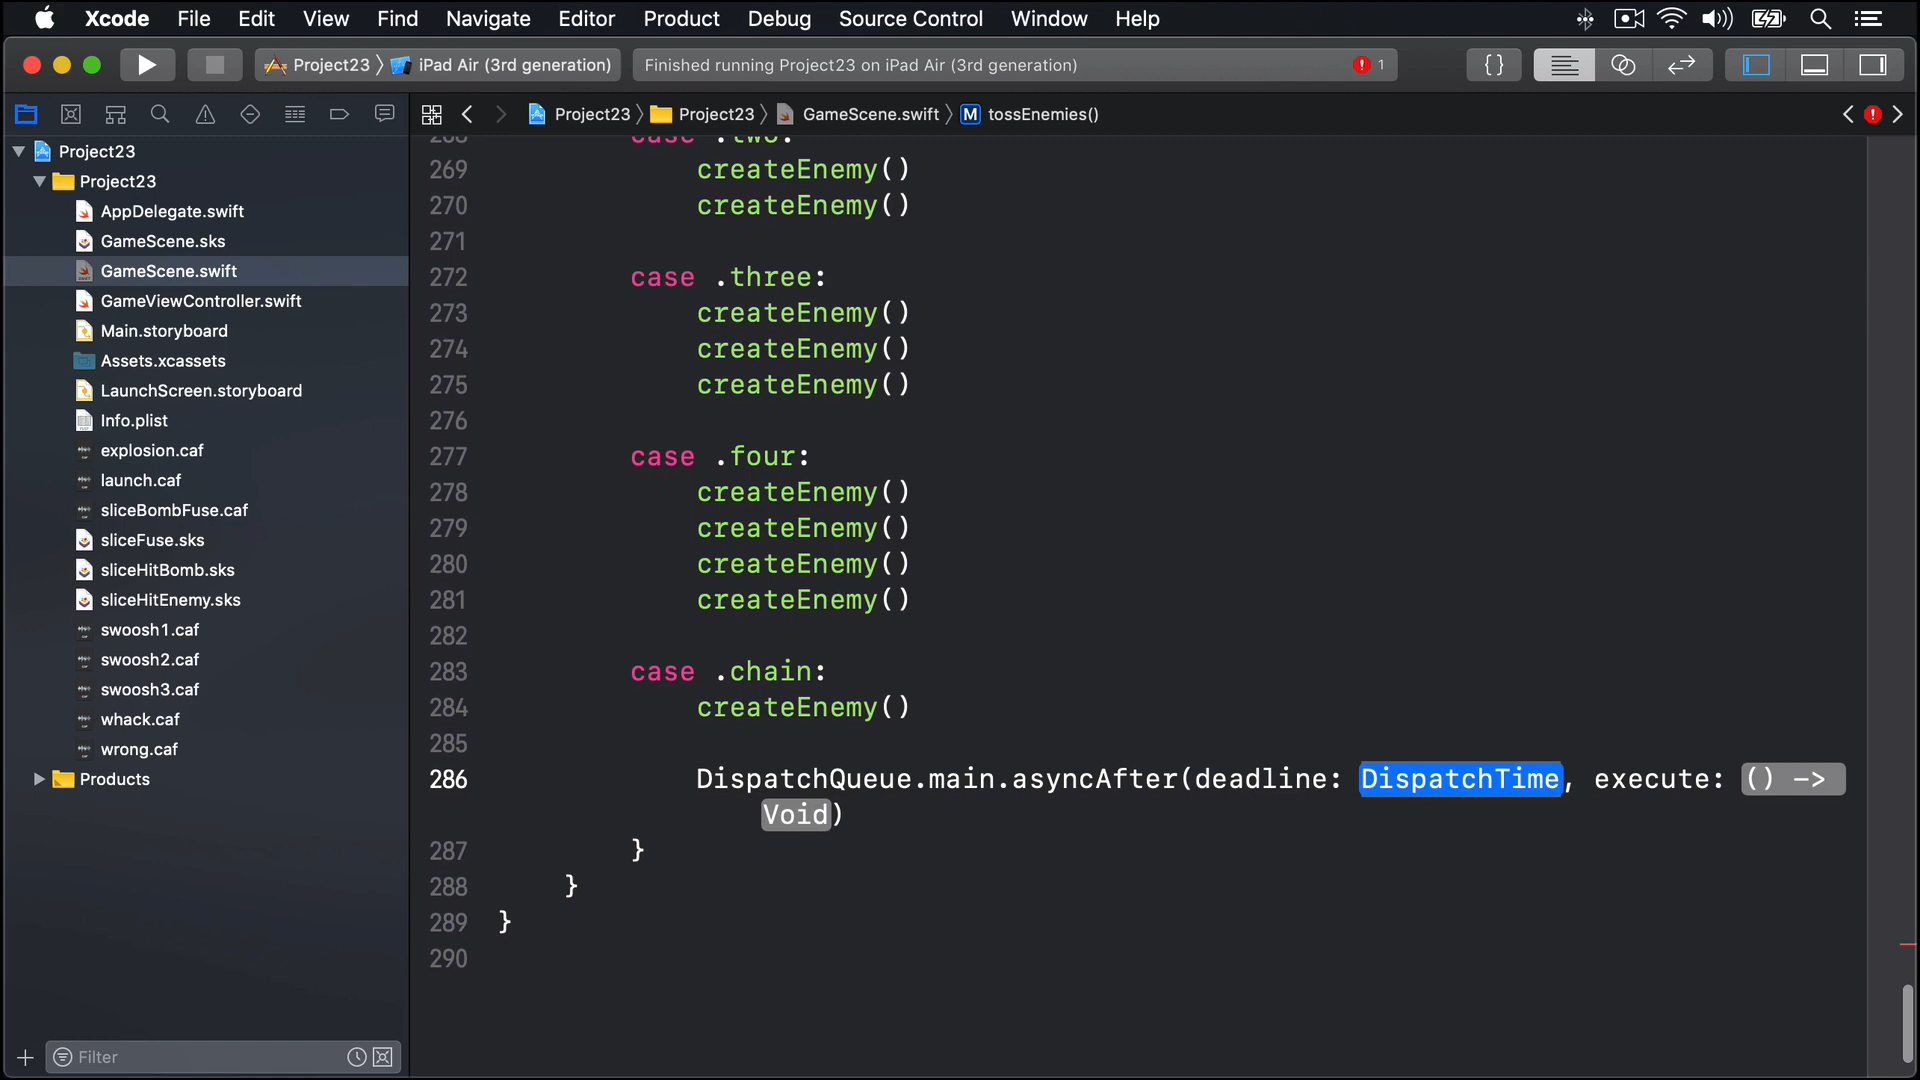 Xcode File Edit View Find Navigate Editor Product Debug Source Control Window Help
Project23 iPad Air (3rd generation) Finished running Project23 on iPad Air (3rd generation) 1
Project23 Project23 GameScene.swift M tossEnemies()
Project23
Project23
AppDelegate.swift
GameScene.sks
GameScene.swift
GameViewController.swift
Main.storyboard
Assets.xcassets
LaunchScreen.storyboard
Info.plist
explosion.caf
launch.caf
sliceBombFuse.caf
sliceFuse.sks
sliceHitBomb.sks
sliceHitEnemy.sks
swoosh1.caf
swoosh2.caf
swoosh3.caf
whack.caf
wrong.caf
Products
Filter
268 case .two:
269 createEnemy()
270 createEnemy()
271
272 case .three:
273 createEnemy()
274 createEnemy()
275 createEnemy()
276
277 case .four:
278 createEnemy()
279 createEnemy()
280 createEnemy()
281 createEnemy()
282
283 case .chain:
284 createEnemy()
285
286 DispatchQueue.main.asyncAfter(deadline: DispatchTime, execute: () ->
Void)
287 }
288 }
289 }
290